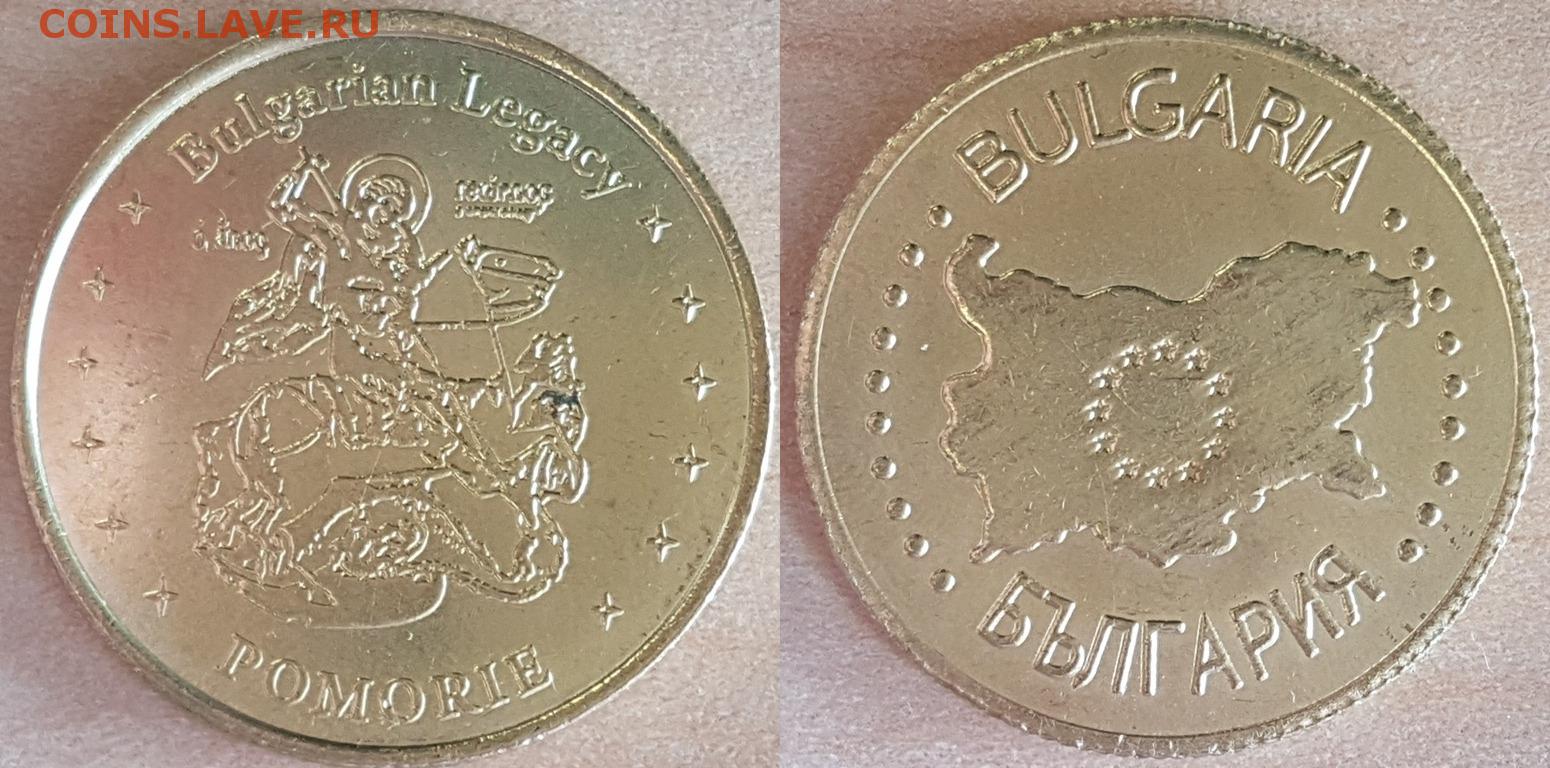 COINS.LAVE.RU
Bulgarian Legacy
POMORIE
BULGARIA
БЪЛГАРИЯ